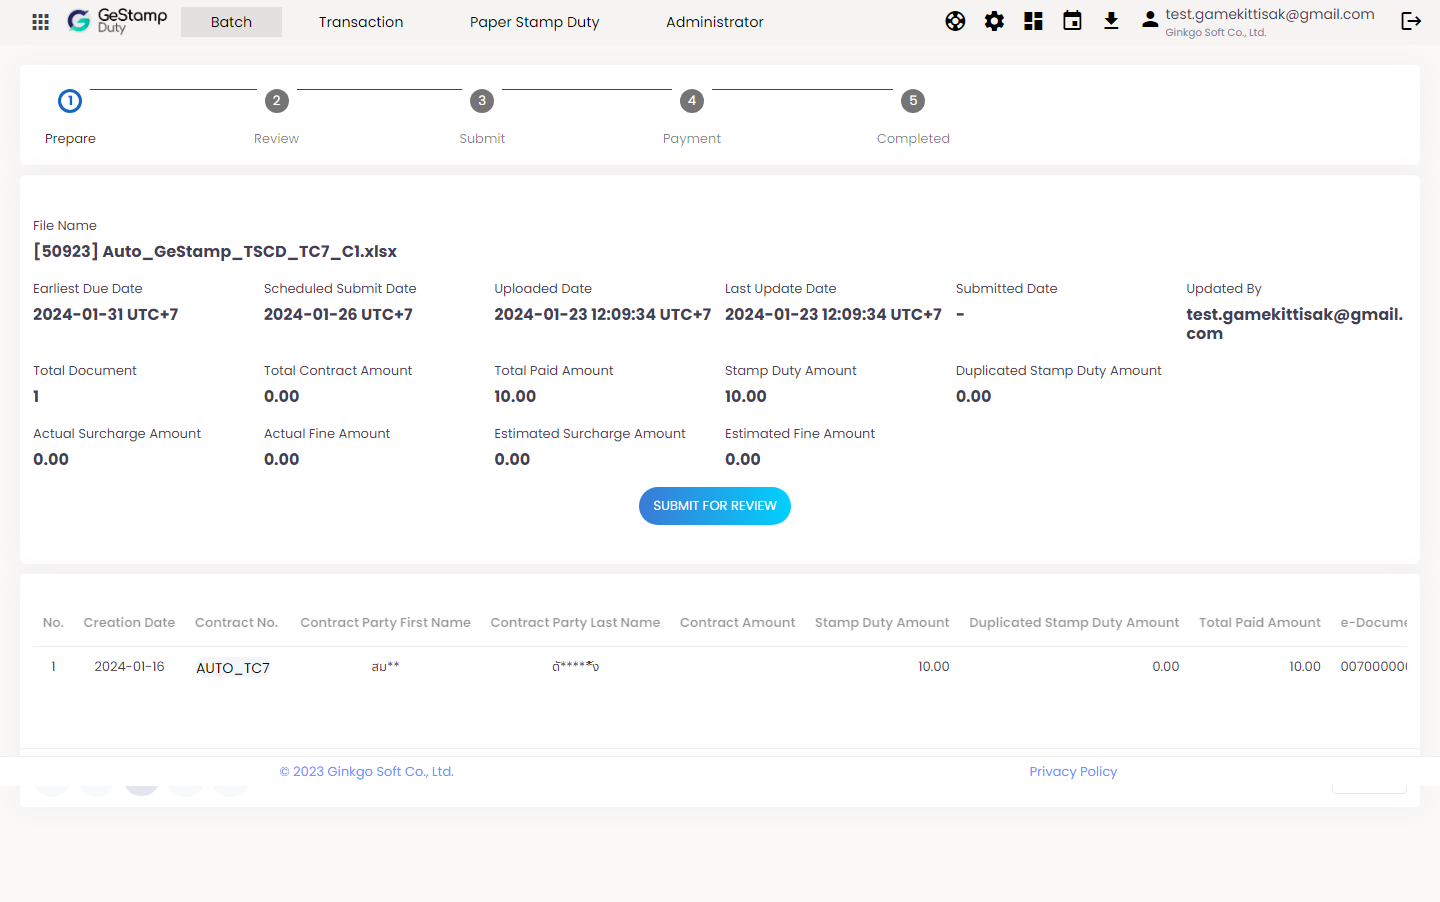 GeStamp
Duty
Batch
Transaction
Paper Stamp Duty
Administrator
test.gamekittisak@gmail.com
Ginkgo Soft Co., Ltd.
1
2
3
4
5
Prepare
Review
Submit
Payment
Completed
File Name
[50923] Auto_GeStamp_TSCD_TC7_C1.xlsx
Earliest Due Date
Scheduled Submit Date
Uploaded Date
Last Update Date
Submitted Date
Updated By
2024-01-31 UTC+7
2024-01-26 UTC+7
2024-01-23 12:09:34 UTC+7
2024-01-23 12:09:34 UTC+7
-
test.gamekittisak@gmail.
com
Total Document
Total Contract Amount
Total Paid Amount
Stamp Duty Amount
Duplicated Stamp Duty Amount
1
0.00
10.00
10.00
0.00
Actual Surcharge Amount
Actual Fine Amount
Estimated Surcharge Amount
Estimated Fine Amount
0.00
0.00
0.00
0.00
SUBMIT FOR REVIEW
No.
Creation Date
Contract No.
Contract Party First Name
Contract Party Last Name
Contract Amount
Stamp Duty Amount
Duplicated Stamp Duty Amount
Total Paid Amount
e-Docume
1
2024-01-16
AUTO_TC7
สม**
10.00
0.00
10.00
© 2023 Ginkgo Soft Co., Ltd.
Privacy Policy